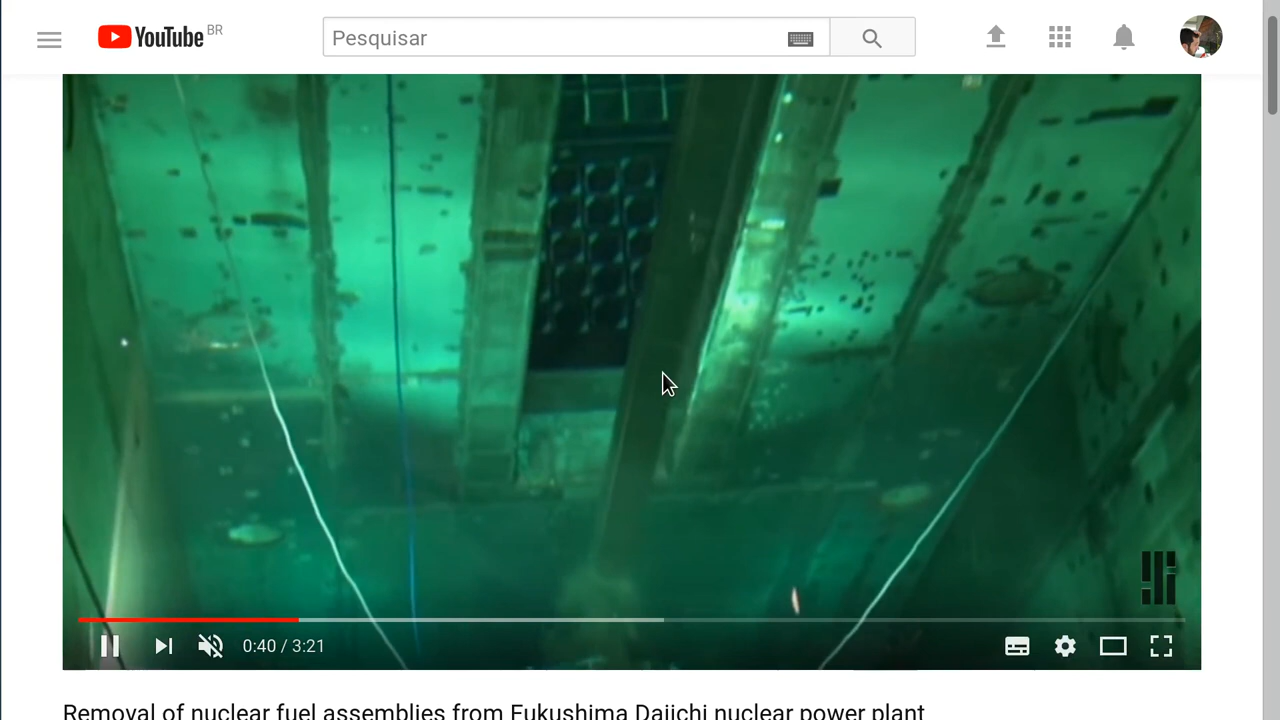 YouTube BR
Pesquisar
0:40 / 3:21
Removal of nuclear fuel assemblies from Fukushima Daiichi nuclear power plant